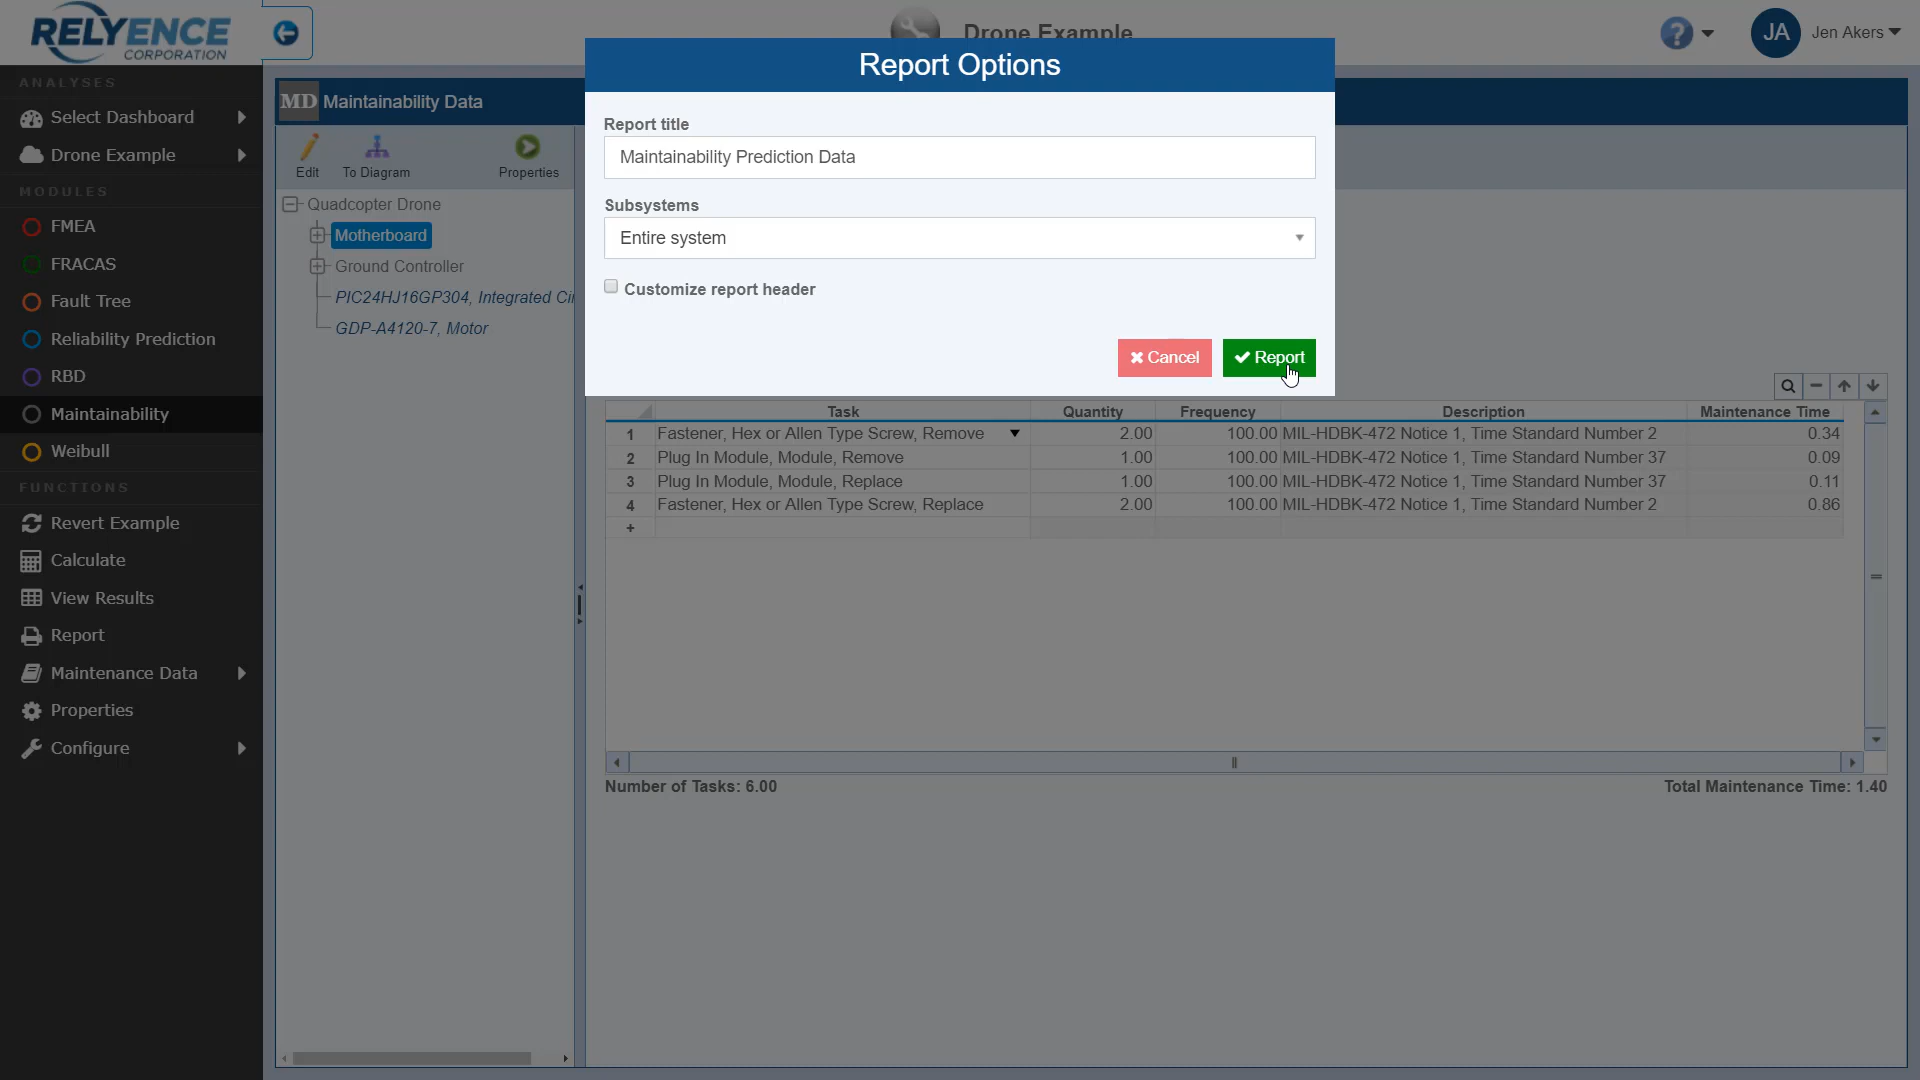 RELYENCE
CORPORATION
Drone Example
?
JA
Jen Akers
ANALYSES
Select Dashboard
Drone Example
MODULES
FMEA
FRACAS
Fault Tree
Reliability Prediction
RBD
Maintainability
Weibull
FUNCTIONS
Revert Example
Calculate
View Results
Report
Maintenance Data
Properties
Configure
MD Maintainability Data
Edit
To Diagram
Properties
Quadcopter Drone
Motherboard
Ground Controller
PIC24HJ16GP304, Integrated Ci
GDP-A4120-7, Motor
Report Options
Report title
Maintainability Prediction Data
Subsystems
Entire system
Customize report header
Cancel
Report
Task Quantity Frequency Description Maintenance Time
1 Fastener, Hex or Allen Type Screw, Remove 2.00 100.00 MIL-HDBK-472 Notice 1, Time Standard Number 2 0.34
2 Plug In Module, Module, Remove 1.00 100.00 MIL-HDBK-472 Notice 1, Time Standard Number 37 0.09
3 Plug In Module, Module, Replace 1.00 100.00 MIL-HDBK-472 Notice 1, Time Standard Number 37 0.11
4 Fastener, Hex or Allen Type Screw, Replace 2.00 100.00 MIL-HDBK-472 Notice 1, Time Standard Number 2 0.86
+
Number of Tasks: 6.00
Total Maintenance Time: 1.40